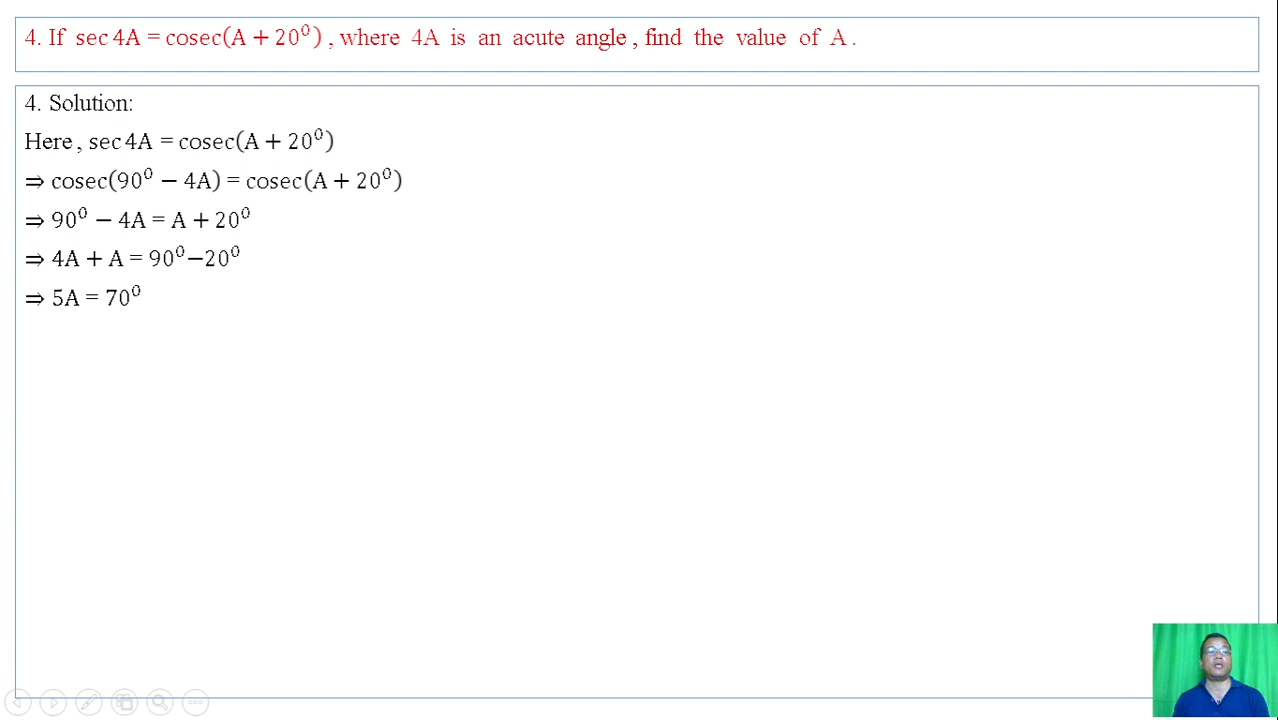 4. If sec 4A = cosec(A + 20⁰) , where 4A is an acute angle , find the value of A .
4. Solution:
Here , sec 4A = cosec(A + 20⁰)
⇒ cosec(90⁰ − 4A) = cosec(A + 20⁰)
⇒ 90⁰ − 4A = A + 20⁰
⇒ 4A + A = 90⁰−20⁰
⇒ 5A = 70⁰